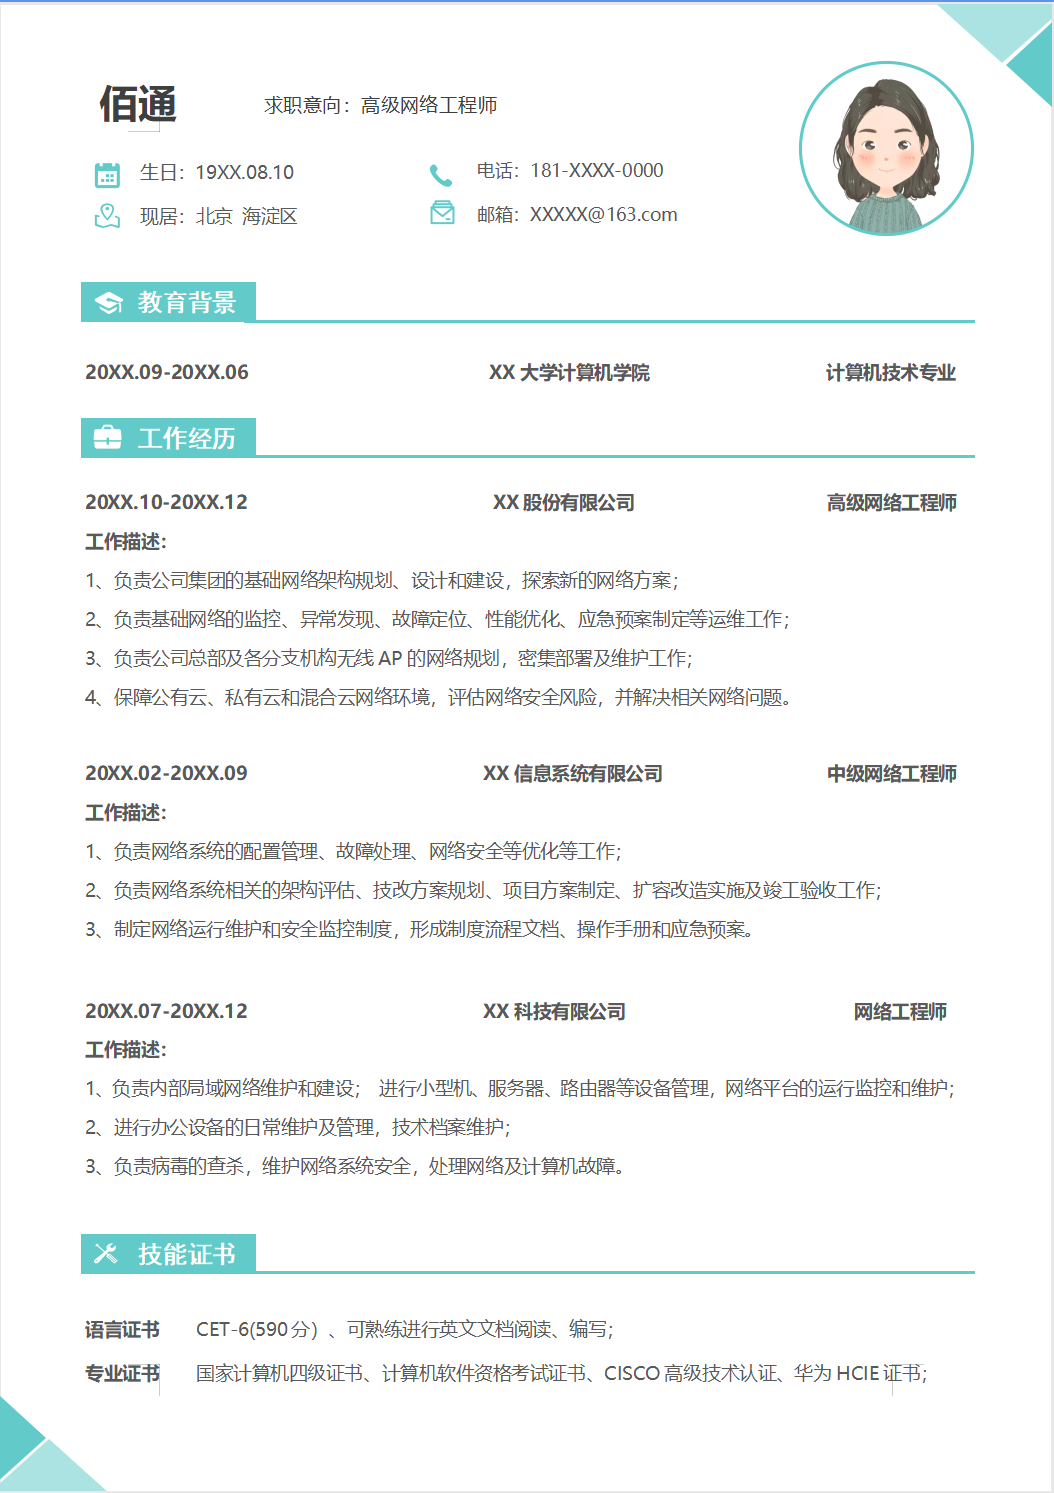 佰通
求职意向：高级网络工程师
生日：19XX.08.10
电话：181-XXXX-0000
现居：北京 海淀区
邮箱：XXXXX@163.com
教育背景
20XX.09-20XX.06 XX 大学计算机学院 计算机技术专业
工作经历
20XX.10-20XX.12 XX 股份有限公司 高级网络工程师
工作描述：
1、负责公司集团的基础网络架构规划、设计和建设，探索新的网络方案；
2、负责基础网络的监控、异常发现、故障定位、性能优化、应急预案制定等运维工作；
3、负责公司总部及各分支机构无线 AP 的网络规划，密集部署及维护工作；
4、保障公有云、私有云和混合云网络环境，评估网络安全风险，并解决相关网络问题。
20XX.02-20XX.09 XX 信息系统有限公司 中级网络工程师
工作描述：
1、负责网络系统的配置管理、故障处理、网络安全等优化等工作；
2、负责网络系统相关的架构评估、技改方案规划、项目方案制定、扩容改造实施及竣工验收工作；
3、制定网络运行维护和安全监控制度，形成制度流程文档、操作手册和应急预案。
20XX.07-20XX.12 XX 科技有限公司 网络工程师
工作描述：
1、负责内部局域网络维护和建设； 进行小型机、服务器、路由器等设备管理，网络平台的运行监控和维护；
2、进行办公设备的日常维护及管理，技术档案维护；
3、负责病毒的查杀，维护网络系统安全，处理网络及计算机故障。
技能证书
语言证书 CET-6(590分）、可熟练进行英文文档阅读、编写；
专业证书 国家计算机四级证书、计算机软件资格考试证书、CISCO 高级技术认证、华为 HCIE 证书；